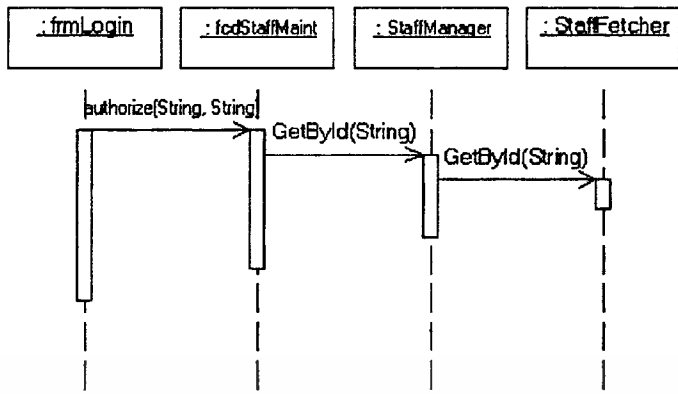 : frmLogin
: fcdStaffMaint
: StaffManager
: StaffFetcher
authorize(String, String)
GetById(String)
GetById(String)